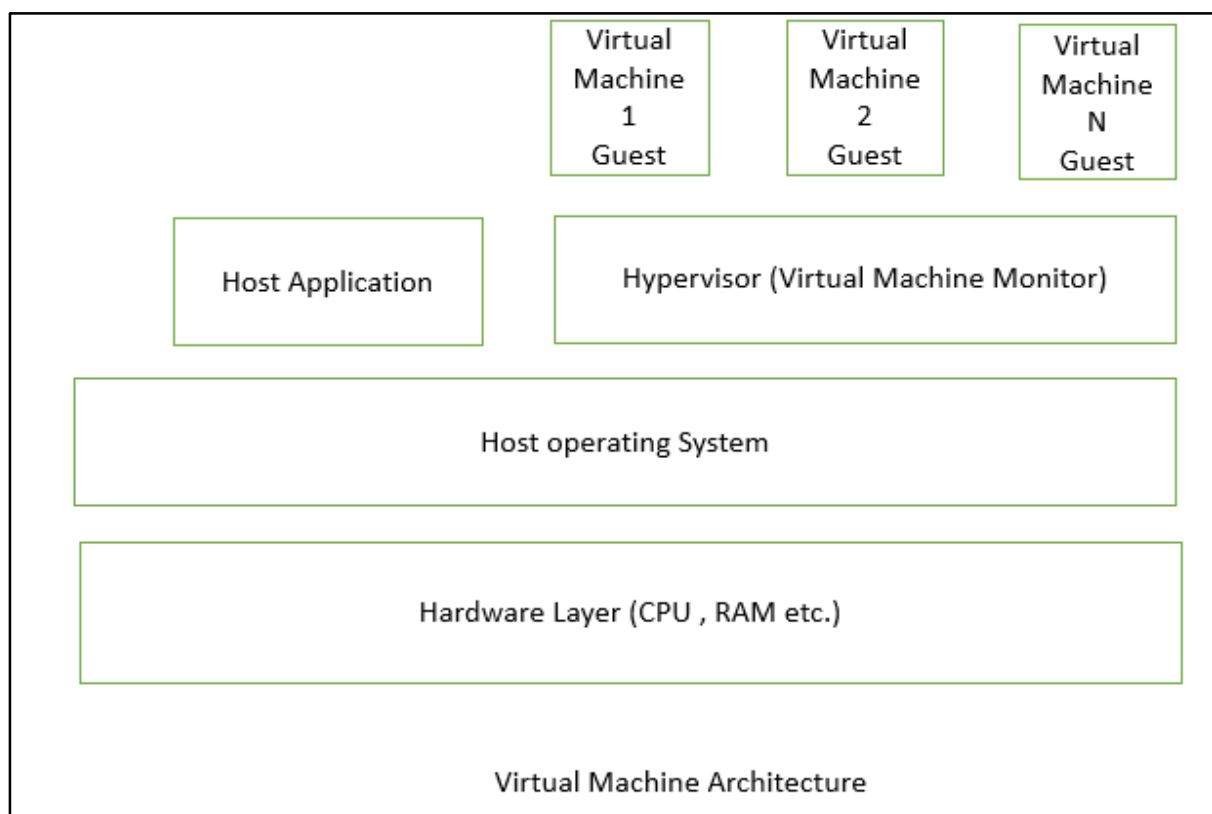 Virtual
Machine
1
Guest
Virtual
Machine
2
Guest
Virtual
Machine
N
Guest
Host Application
Hypervisor (Virtual Machine Monitor)
Host operating System
Hardware Layer (CPU , RAM etc.)
Virtual Machine Architecture